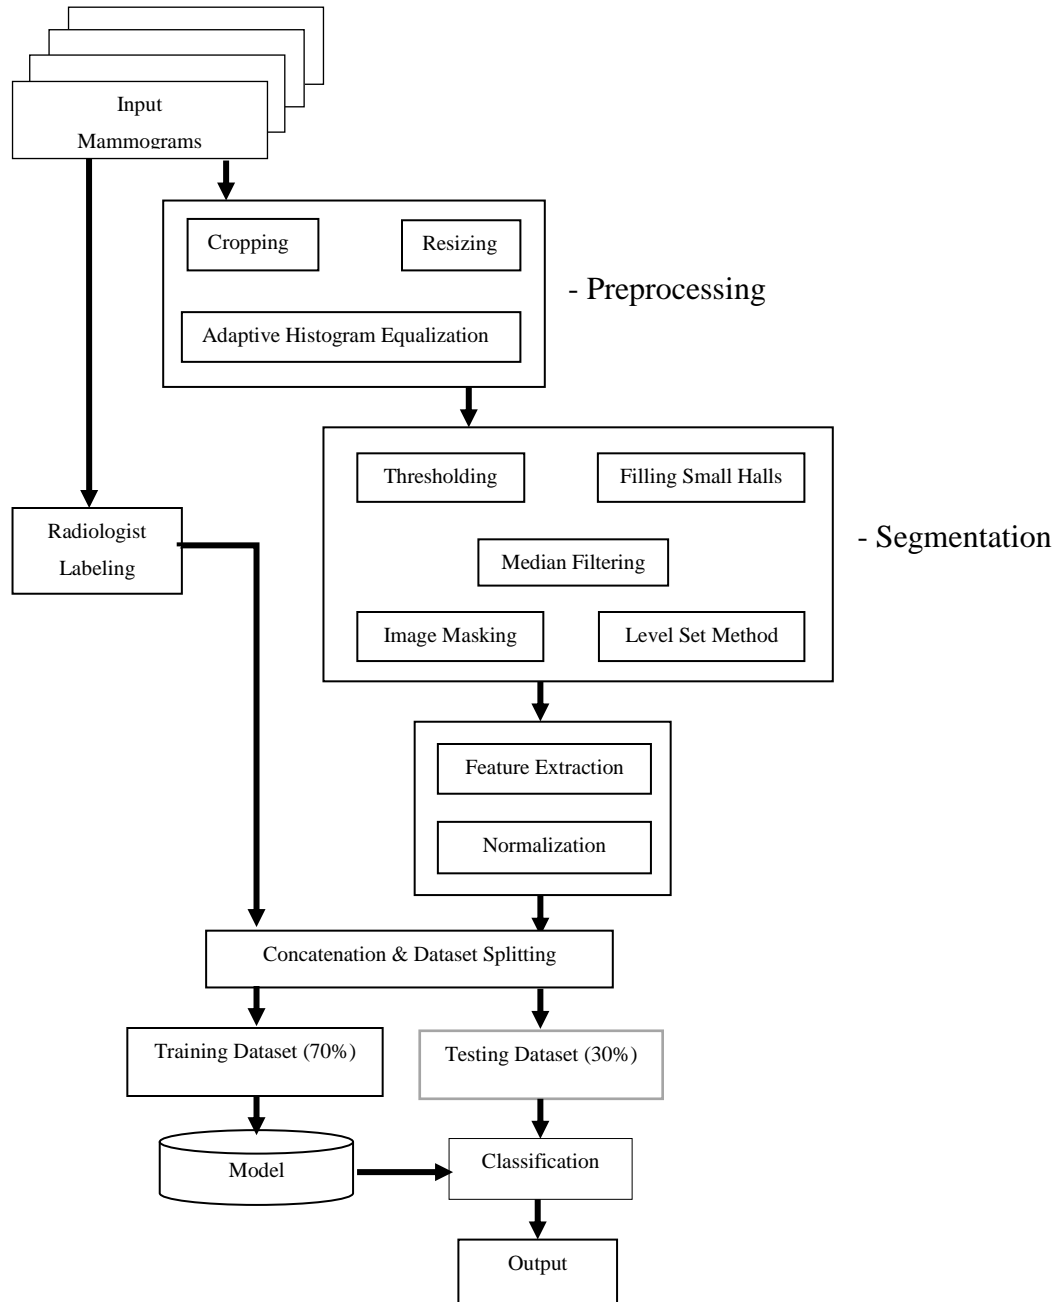 Input
Mammograms
Cropping
Resizing
Adaptive Histogram Equalization
- Preprocessing
Thresholding
Filling Small Halls
Median Filtering
Image Masking
Level Set Method
- Segmentation
Radiologist
Labeling
Feature Extraction
Normalization
Concatenation & Dataset Splitting
Training Dataset (70%)
Testing Dataset (30%)
Model
Classification
Output